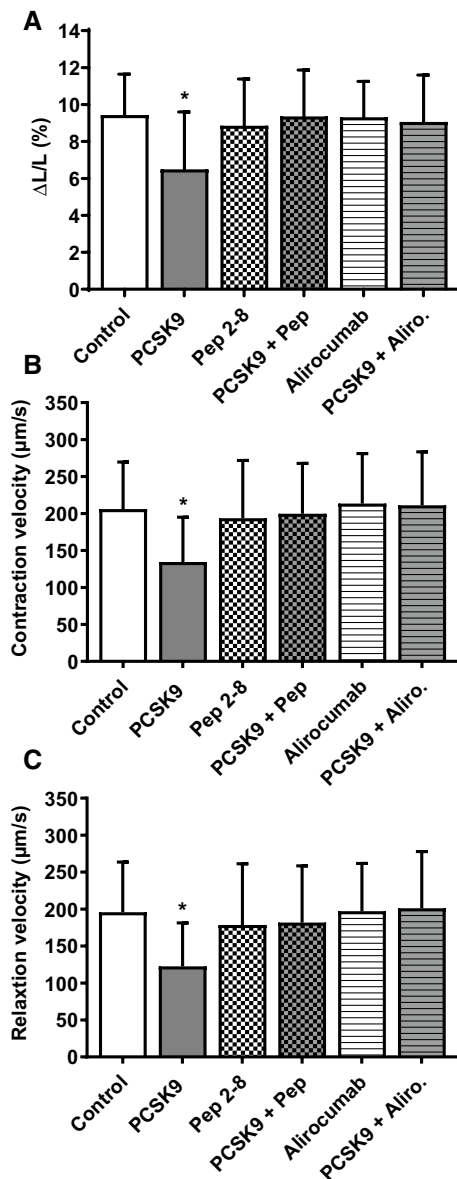 A
ΔL/L (%)
14
12
10
8
6
4
2
0
*
Control
PCSK9
Pep 2-8
PCSK9 + Pep
Alirocumab
PCSK9 + Aliro.
B
Contraction velocity (µm/s)
350
300
250
200
150
100
50
0
*
Control
PCSK9
Pep 2-8
PCSK9 + Pep
Alirocumab
PCSK9 + Aliro.
C
Relaxtion velocity (µm/s)
350
300
250
200
150
100
50
0
*
Control
PCSK9
Pep 2-8
PCSK9 + Pep
Alirocumab
PCSK9 + Aliro.